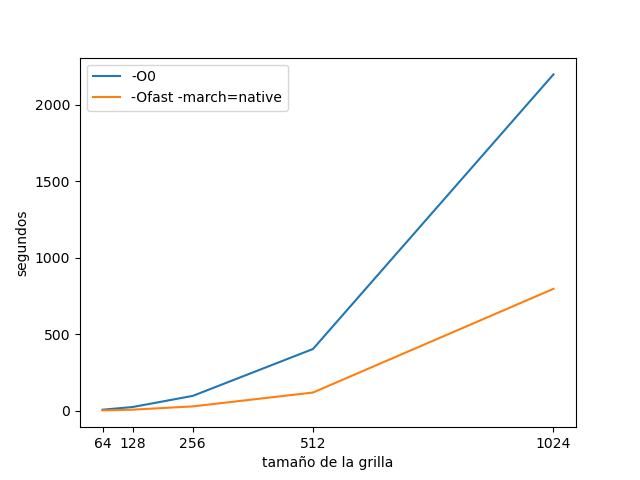 -O0
-Ofast -march=native
2000
1500
1000
500
0
segundos
64 128 256 512 1024
tamaño de la grilla